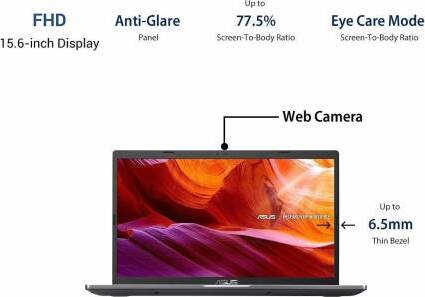 Up to
FHD
Anti-Glare
77.5%
Eye Care Mode
15.6-inch Display
Panel
Screen-To-Body Ratio
Screen-To-Body Ratio
Web Camera
ASUS
Up to
6.5mm
Thin Bezel
ASUS